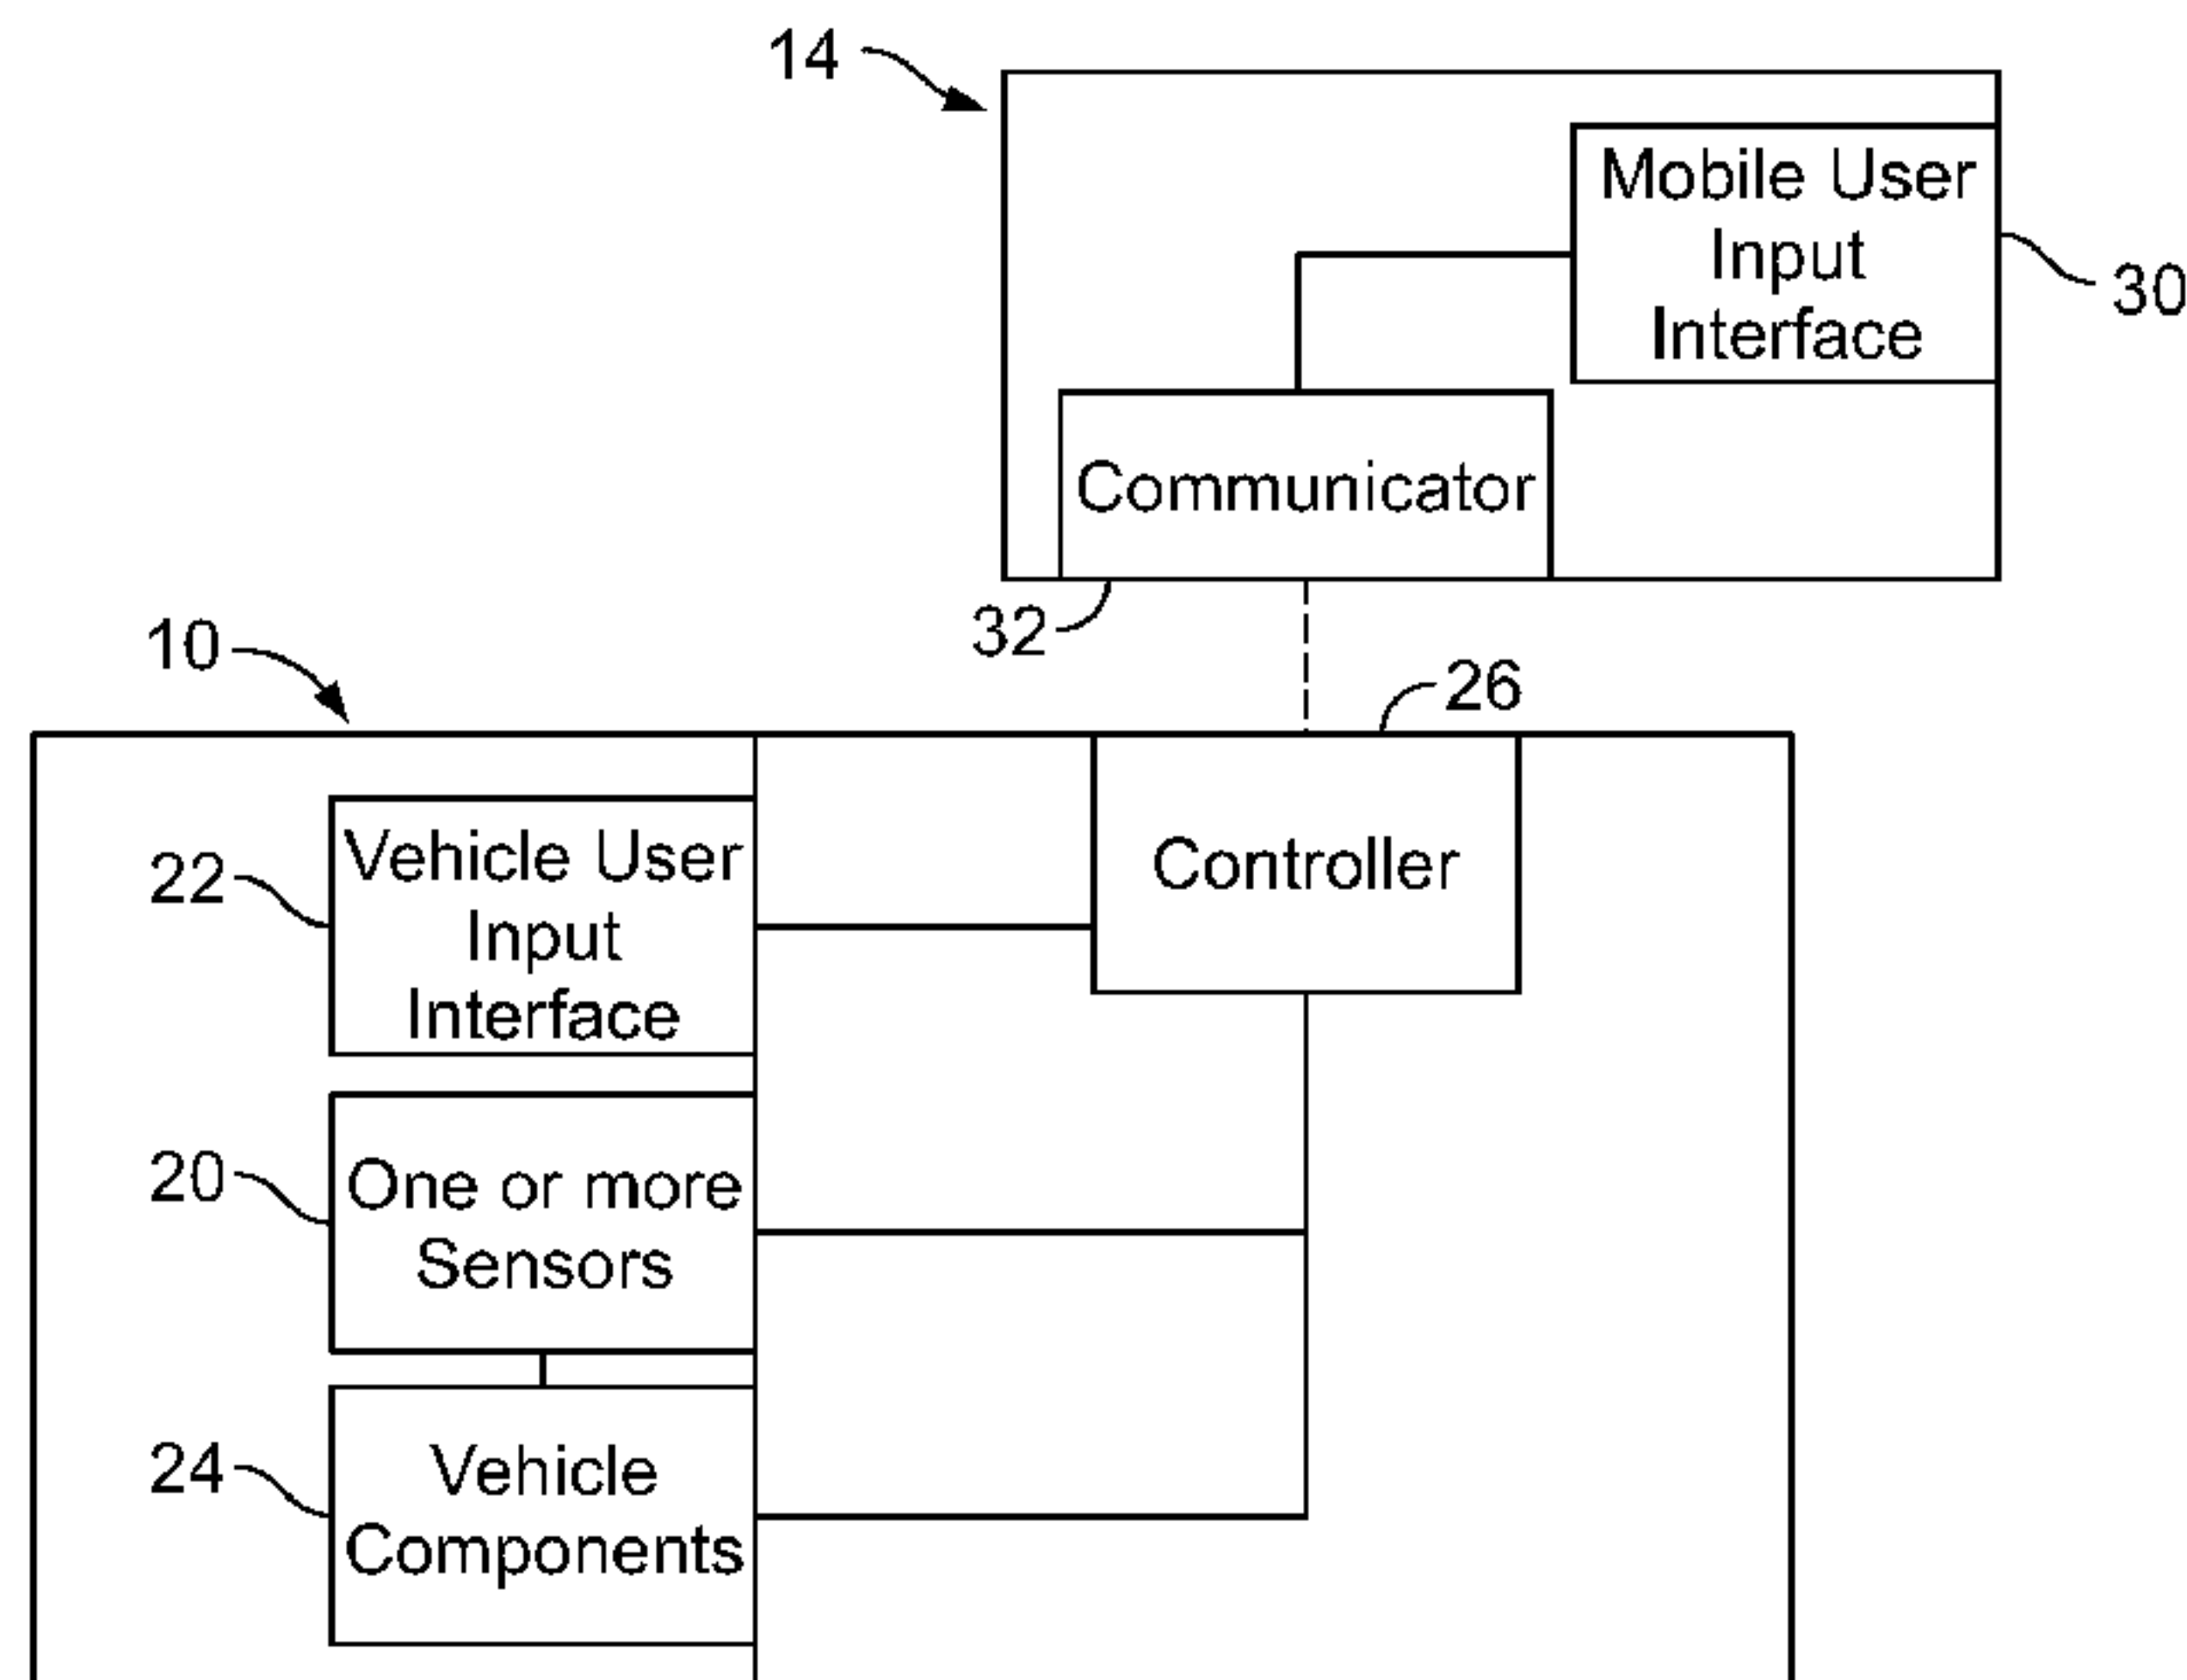 14
Mobile User
Input
Interface
30
Communicator
32
10
26
Vehicle User
Input
Interface
22
Controller
One or more
Sensors
20
Vehicle
Components
24